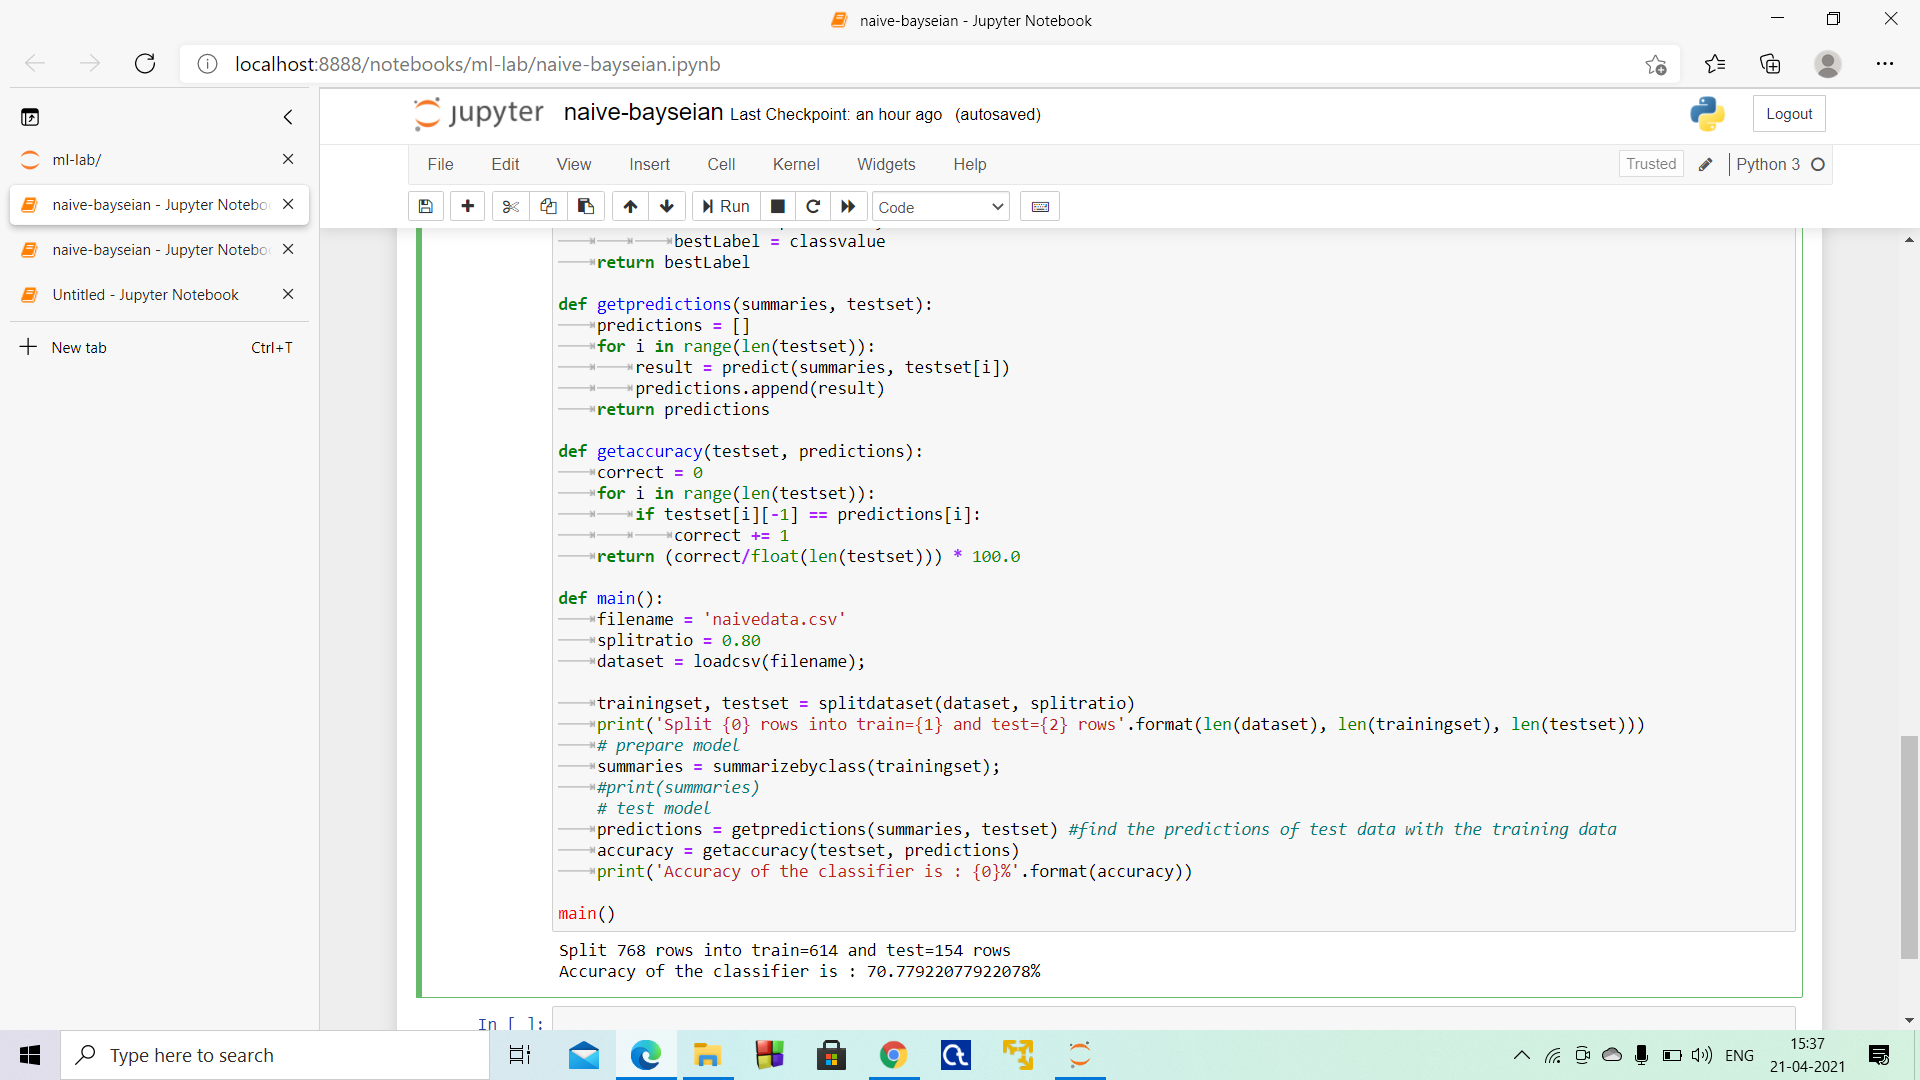 naive-bayseian - Jupyter Notebook
localhost:8888/notebooks/ml-lab/naive-bayseian.ipynb
ml-lab/
naive-bayseian - Jupyter Notebo
naive-bayseian - Jupyter Notebo
Untitled - Jupyter Notebook
New tab Ctrl+T
jupyter naive-bayseian Last Checkpoint: an hour ago (autosaved)
Logout
File Edit View Insert Cell Kernel Widgets Help
Trusted Python 3
Run Code
bestLabel = classvalue
return bestLabel
def getpredictions(summaries, testset):
predictions = []
for i in range(len(testset)):
result = predict(summaries, testset[i])
predictions.append(result)
return predictions
def getaccuracy(testset, predictions):
correct = 0
for i in range(len(testset)):
if testset[i][-1] == predictions[i]:
correct += 1
return (correct/float(len(testset))) * 100.0
def main():
filename = 'naivedata.csv'
splitratio = 0.80
dataset = loadcsv(filename);
trainingset, testset = splitdataset(dataset, splitratio)
print('Split {0} rows into train={1} and test={2} rows'.format(len(dataset), len(trainingset), len(testset)))
# prepare model
summaries = summarizebyclass(trainingset);
#print(summaries)
# test model
predictions = getpredictions(summaries, testset) #find the predictions of test data with the training data
accuracy = getaccuracy(testset, predictions)
print('Accuracy of the classifier is : {0}%'.format(accuracy))
main()
Split 768 rows into train=614 and test=154 rows
Accuracy of the classifier is : 70.77922077922078%
In [ ]:
Type here to search
ENG
15:37
21-04-2021